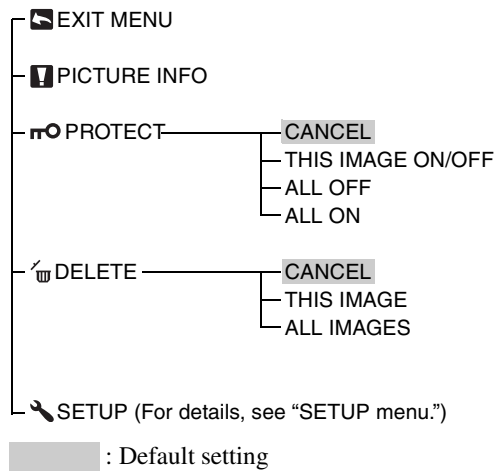 EXIT MENU
PICTURE INFO
PROTECT
CANCEL
THIS IMAGE ON/OFF
ALL OFF
ALL ON
DELETE
CANCEL
THIS IMAGE
ALL IMAGES
SETUP (For details, see “SETUP menu.”)
: Default setting